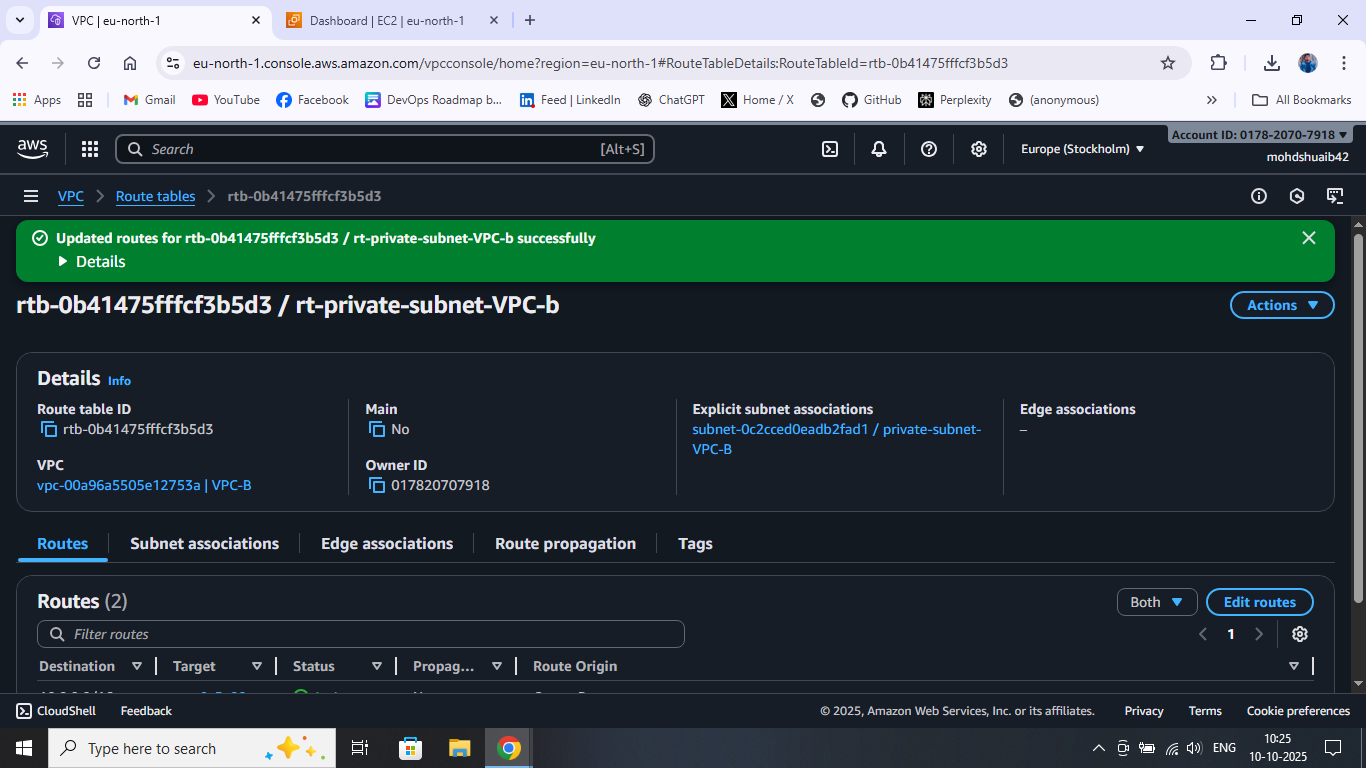 VPC | eu-north-1
Dashboard | EC2 | eu-north-1
eu-north-1.console.aws.amazon.com/vpcconsole/home?region=eu-north-1#RouteTableDetails:RouteTableId=rtb-0b41475fffcf3b5d3
Apps Gmail YouTube Facebook DevOps Roadmap b... Feed | LinkedIn ChatGPT Home / X GitHub Perplexity (anonymous) » All Bookmarks
aws Search [Alt+S] Europe (Stockholm) Account ID: 0178-2070-7918
mohdshuaib42
VPC Route tables rtb-0b41475fffcf3b5d3
Updated routes for rtb-0b41475fffcf3b5d3 / rt-private-subnet-VPC-b successfully
Details
rtb-0b41475fffcf3b5d3 / rt-private-subnet-VPC-b Actions
Details Info
Route table ID Main Explicit subnet associations Edge associations
rtb-0b41475fffcf3b5d3 No subnet-0c2cced0eadb2fad1 / private-subnet- –
VPC-B
VPC Owner ID
vpc-00a96a5505e12753a | VPC-B 017820707918
Routes Subnet associations Edge associations Route propagation Tags
Routes (2) Both Edit routes
Filter routes 1
Destination Target Status Propag... Route Origin
CloudShell Feedback © 2025, Amazon Web Services, Inc. or its affiliates. Privacy Terms Cookie preferences
Type here to search ENG 10:25
10-10-2025